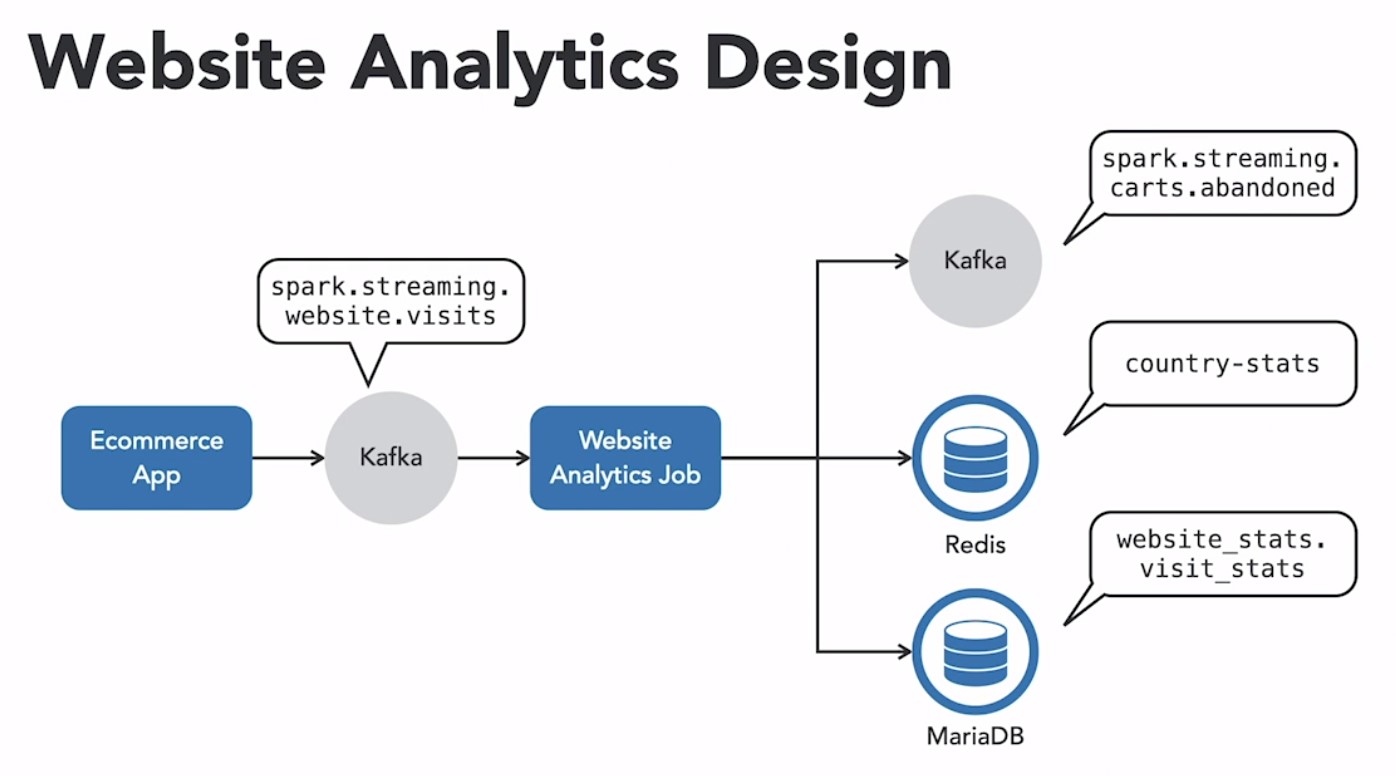 Website Analytics Design
spark.streaming.
carts.abandoned
Kafka
spark.streaming.
website.visits
country-stats
Ecommerce
App
Kafka
Website
Analytics Job
Redis
website_stats.
visit_stats
MariaDB